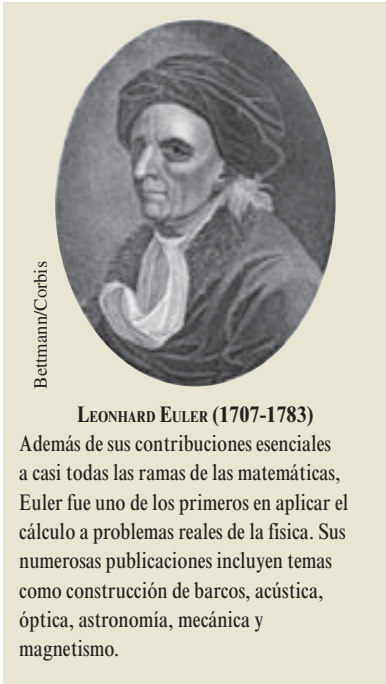 Bettmann/Corbis
LEONHARD EULER (1707-1783)
Además de sus contribuciones esenciales
a casi todas las ramas de las matemáticas,
Euler fue uno de los primeros en aplicar el
cálculo a problemas reales de la física. Sus
numerosas publicaciones incluyen temas
como construcción de barcos, acústica,
óptica, astronomía, mecánica y
magnetismo.